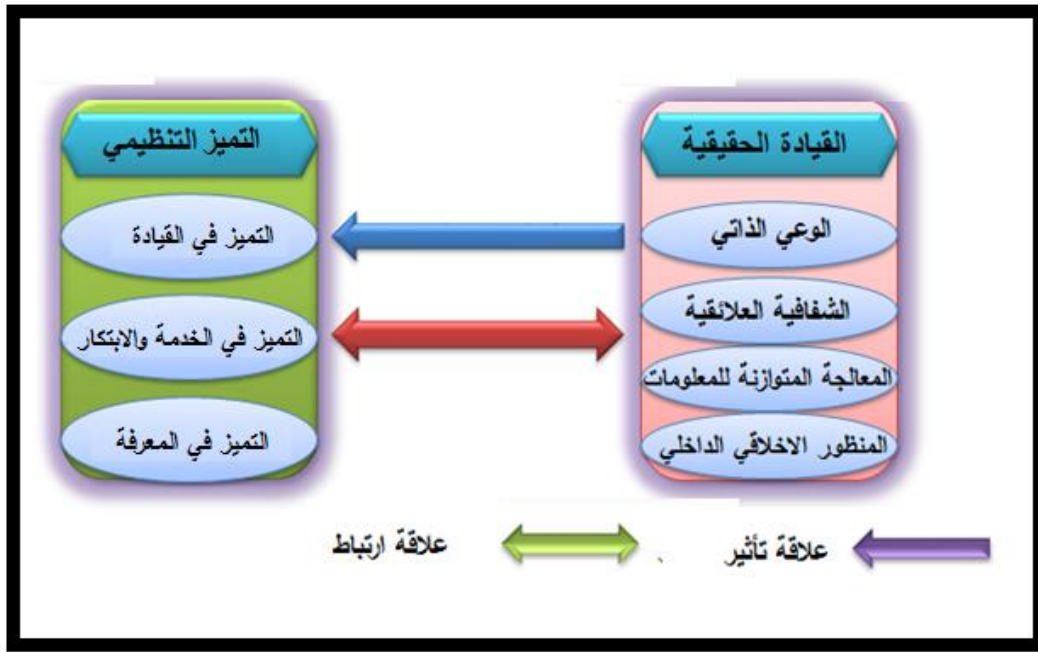 القيادة الحقيقية
الوعي الذاتي
الشفافية العلائقية
المعالجة المتوازنة للمعلومات
المنظور الاخلاقي الداخلي
التميز التنظيمي
التميز في القيادة
التميز في الخدمة والابتكار
التميز في المعرفة
علاقة تأثير
علاقة ارتباط